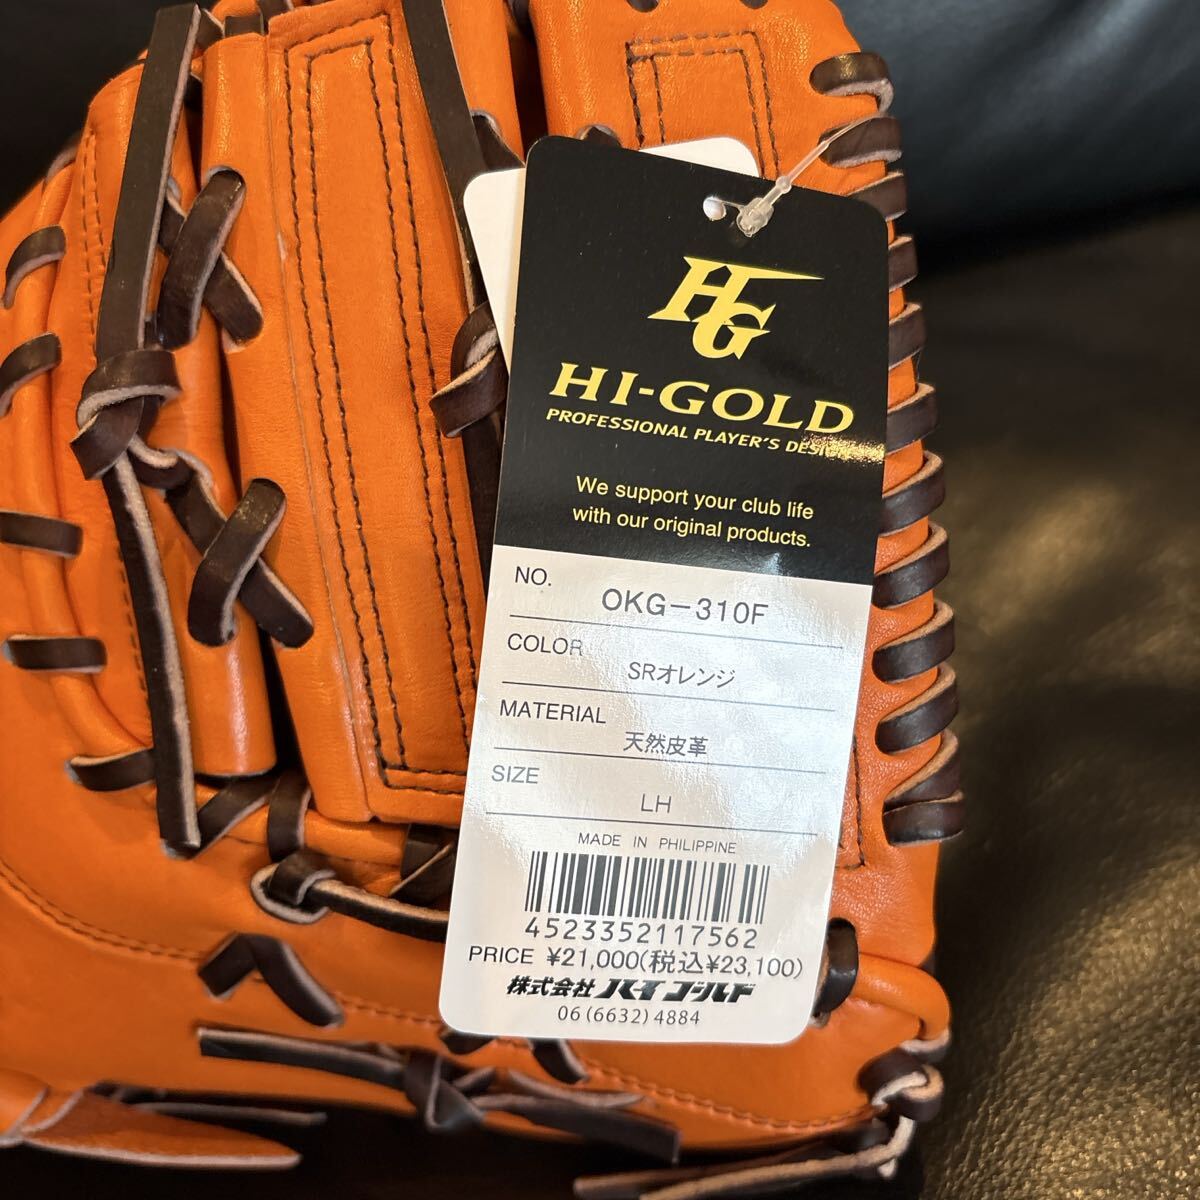 HG
HI-GOLD
PROFESSIONAL PLAYER'S DESIGN
We support your club life
with our original products.
NO. OKG-310F
COLOR SRオレンジ
MATERIAL 天然皮革
SIZE LH
MADE IN PHILIPPINE
4523352117562
PRICE ¥21,000(税込¥23,100)
株式会社ハイゴールド
06(6632)4884